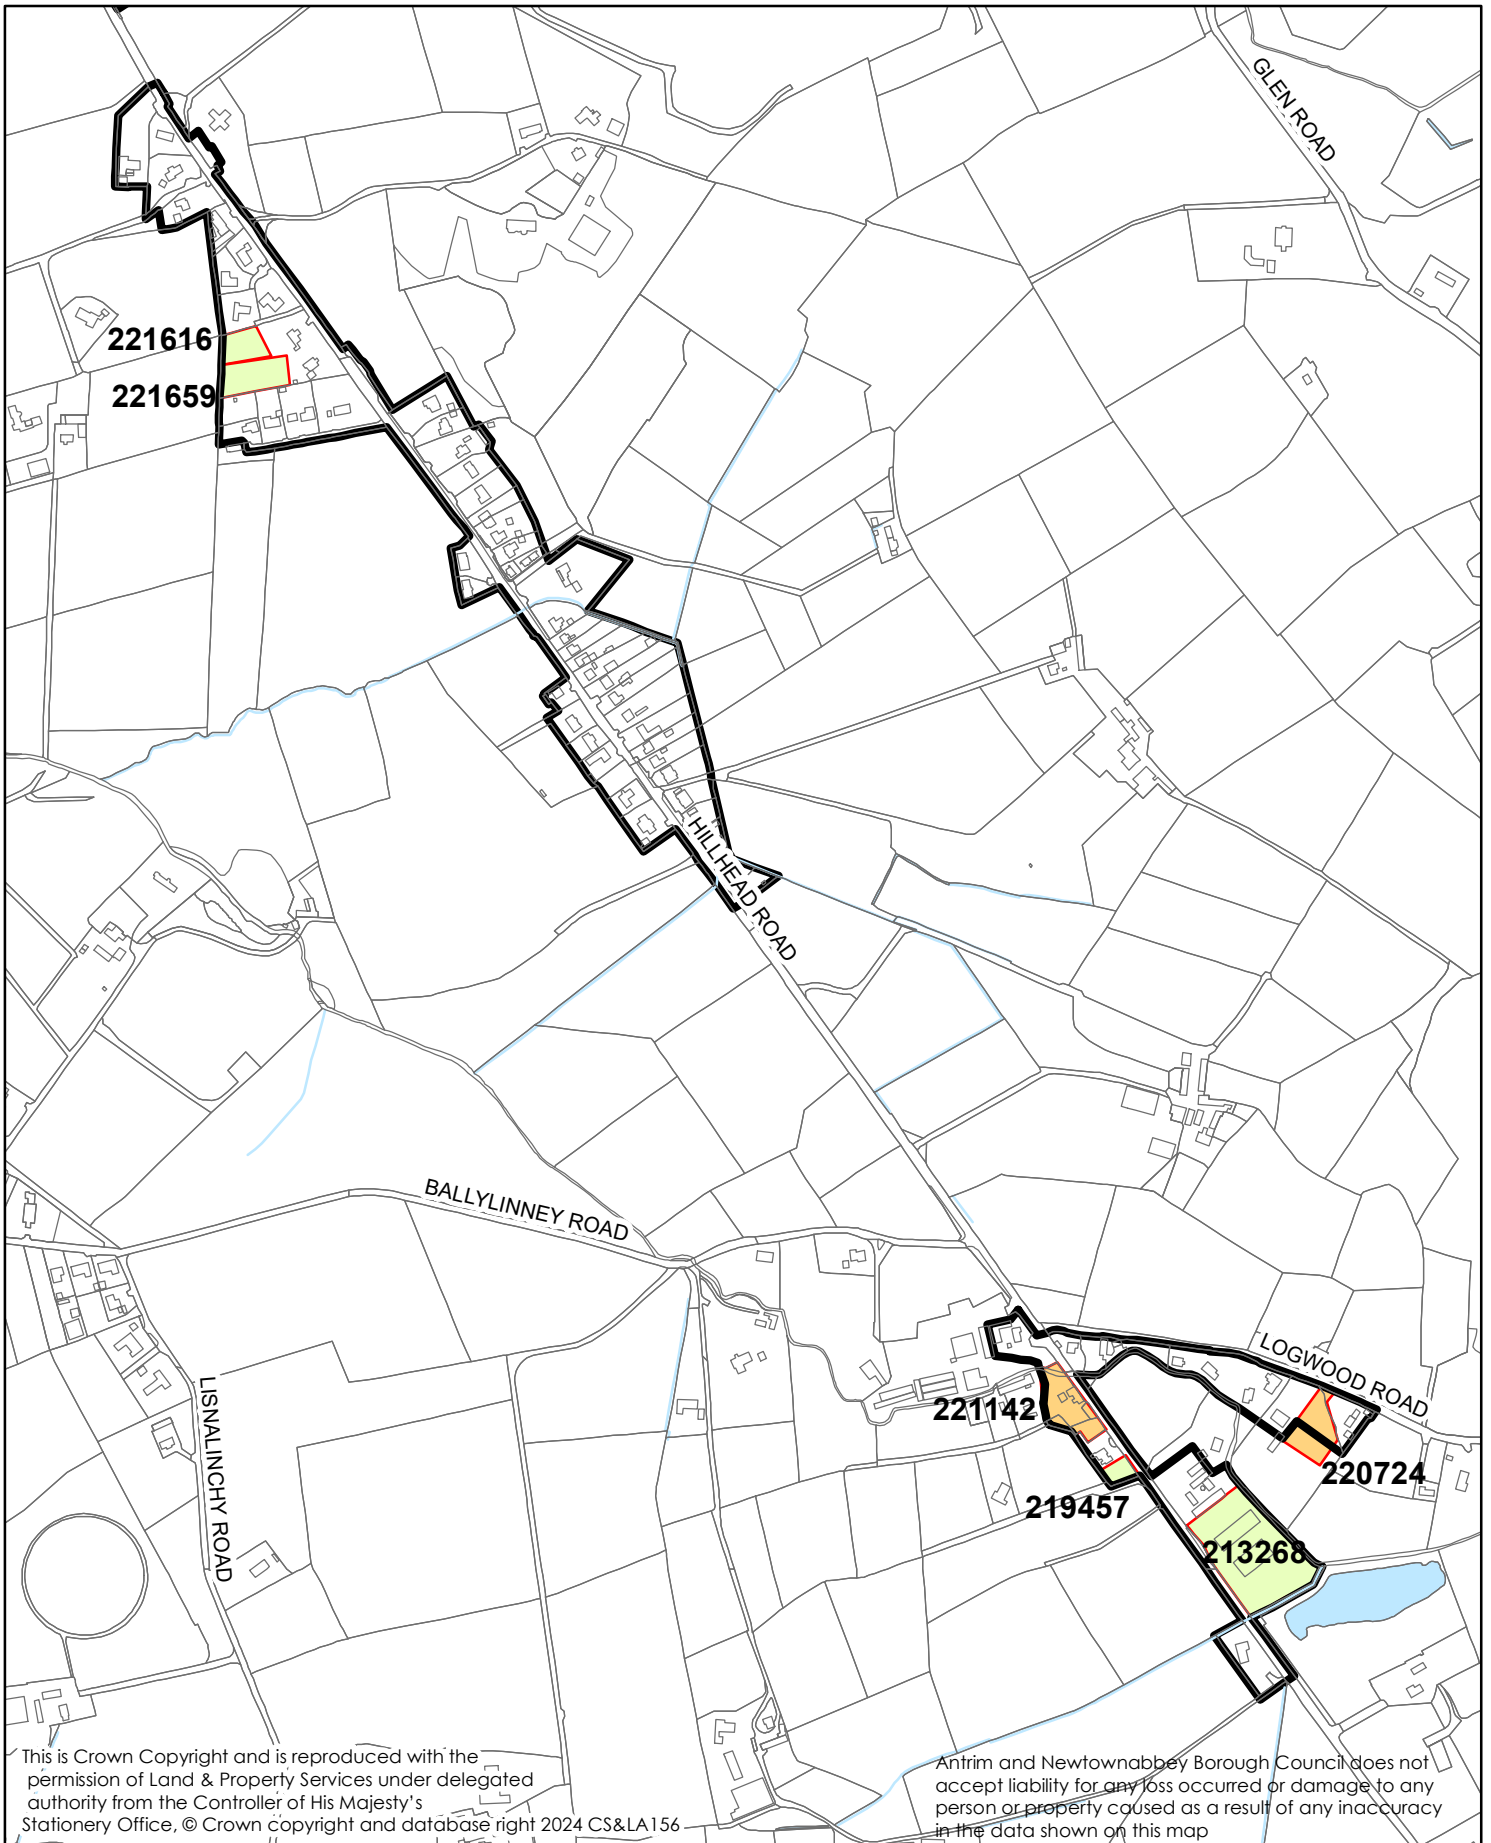 GLEN ROAD
221616
221659
HILLHEAD ROAD
BALLYLINNEY ROAD
LOGWOOD ROAD
LISNALINCHY ROAD
221142
220724
219457
213268
This is Crown Copyright and is reproduced with the
permission of Land & Property Services under delegated
authority from the Controller of His Majesty's
Stationery Office, © Crown copyright and database right 2024 CS&LA156
Antrim and Newtownabbey Borough Council does not
accept liability for any loss occurred or damage to any
person or property caused as a result of any inaccuracy
in the data shown on this map